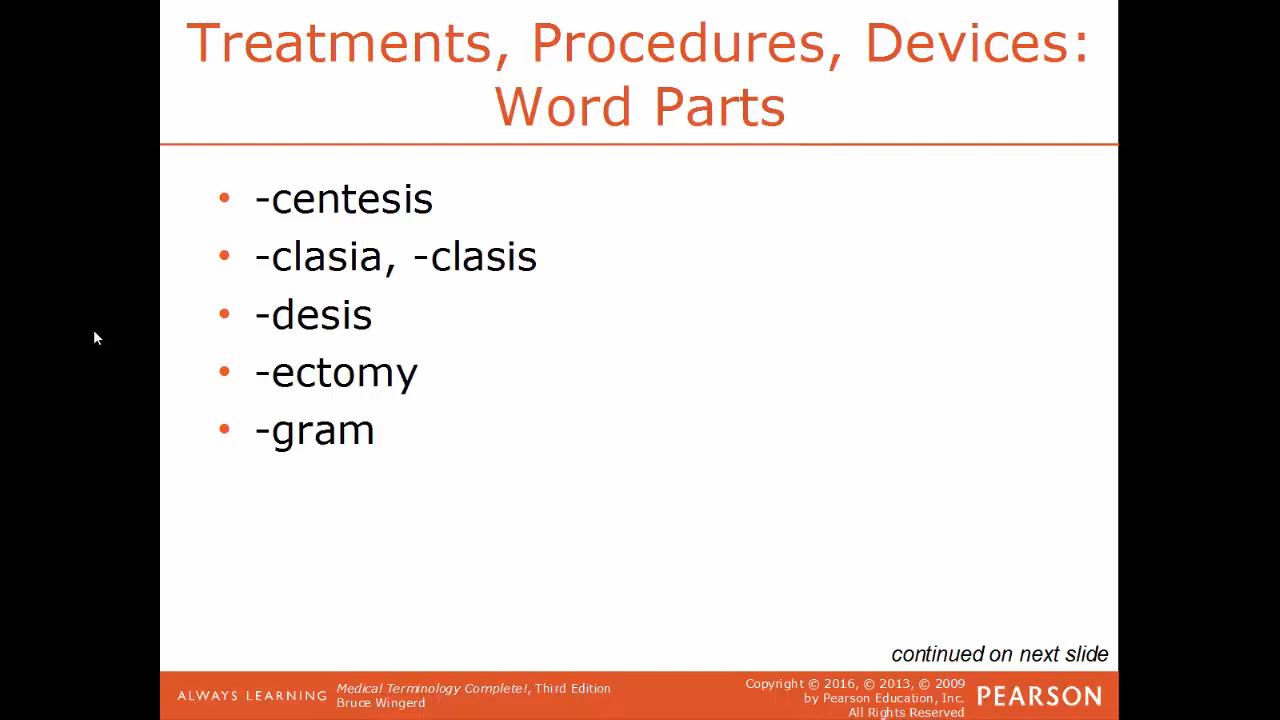 Treatments, Procedures, Devices:
Word Parts
• -centesis
• -clasia, -clasis
• -desis
• -ectomy
• -gram
continued on next slide
ALWAYS LEARNING
Medical Terminology Complete!, Third Edition
Bruce Wingerd
Copyright © 2016, © 2013, © 2009
by Pearson Education, Inc.
All Rights Reserved
PEARSON